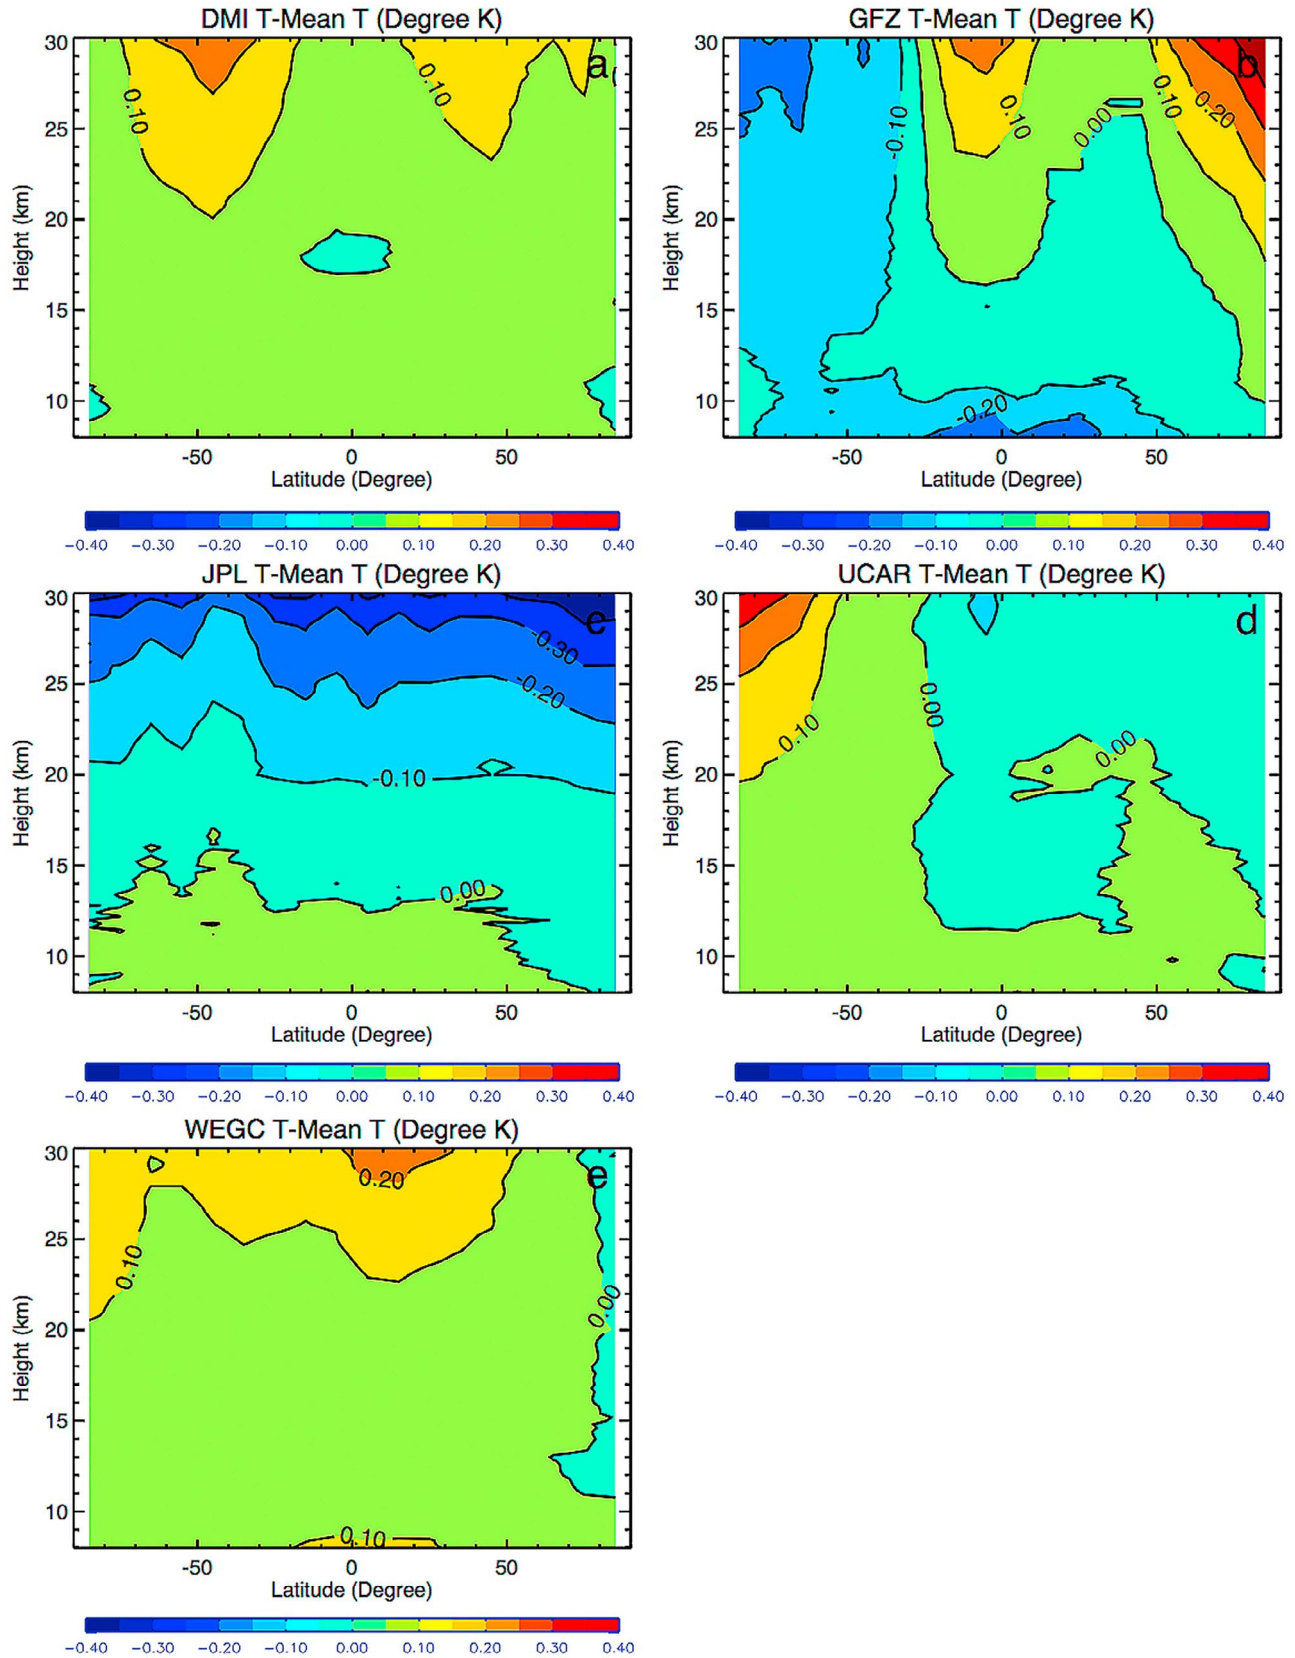 DMI T-Mean T (Degree K)
30
25
20
15
10
Height (km)
a
0.10
0.10
-50 0 50
Latitude (Degree)
−0.40 −0.30 −0.20 −0.10 0.00 0.10 0.20 0.30 0.40
GFZ T-Mean T (Degree K)
30
25
20
15
10
Height (km)
b
-0.10
0.10
0.00
0.10
0.20
-0.20
-50 0 50
Latitude (Degree)
−0.40 −0.30 −0.20 −0.10 0.00 0.10 0.20 0.30 0.40
JPL T-Mean T (Degree K)
30
25
20
15
10
Height (km)
c
-0.30
-0.20
-0.10
0.00
-50 0 50
Latitude (Degree)
−0.40 −0.30 −0.20 −0.10 0.00 0.10 0.20 0.30 0.40
UCAR T-Mean T (Degree K)
30
25
20
15
10
Height (km)
d
0.10
0.00
0.00
-50 0 50
Latitude (Degree)
−0.40 −0.30 −0.20 −0.10 0.00 0.10 0.20 0.30 0.40
WEGC T-Mean T (Degree K)
30
25
20
15
10
Height (km)
e
0.20
0.10
0.00
0.10
-50 0 50
Latitude (Degree)
−0.40 −0.30 −0.20 −0.10 0.00 0.10 0.20 0.30 0.40